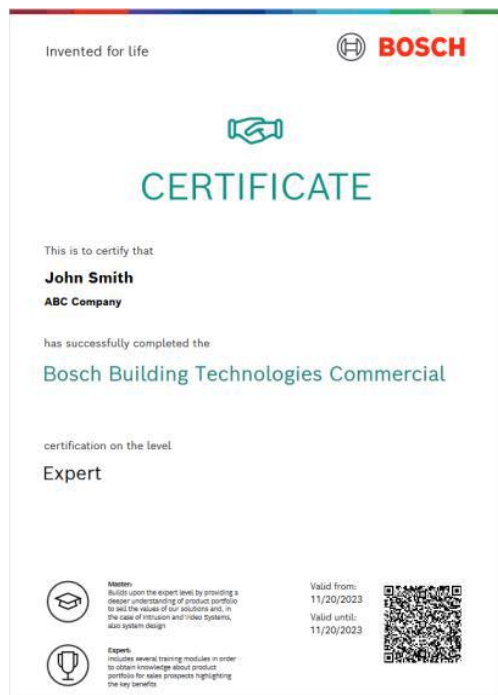 Invented for life
BOSCH
CERTIFICATE
This is to certify that
John Smith
ABC Company
has successfully completed the
Bosch Building Technologies Commercial
certification on the level
Expert
Master:
Builds upon the expert level by providing a
deeper understanding of product portfolio
to sell the values of our solutions and, in
the case of Intrusion and Video Systems,
also system design
Expert:
Includes several training modules in order
to obtain knowledge about product
portfolio for sales prospects highlighting
the key benefits
Valid from:
11/20/2023
Valid until:
11/20/2023